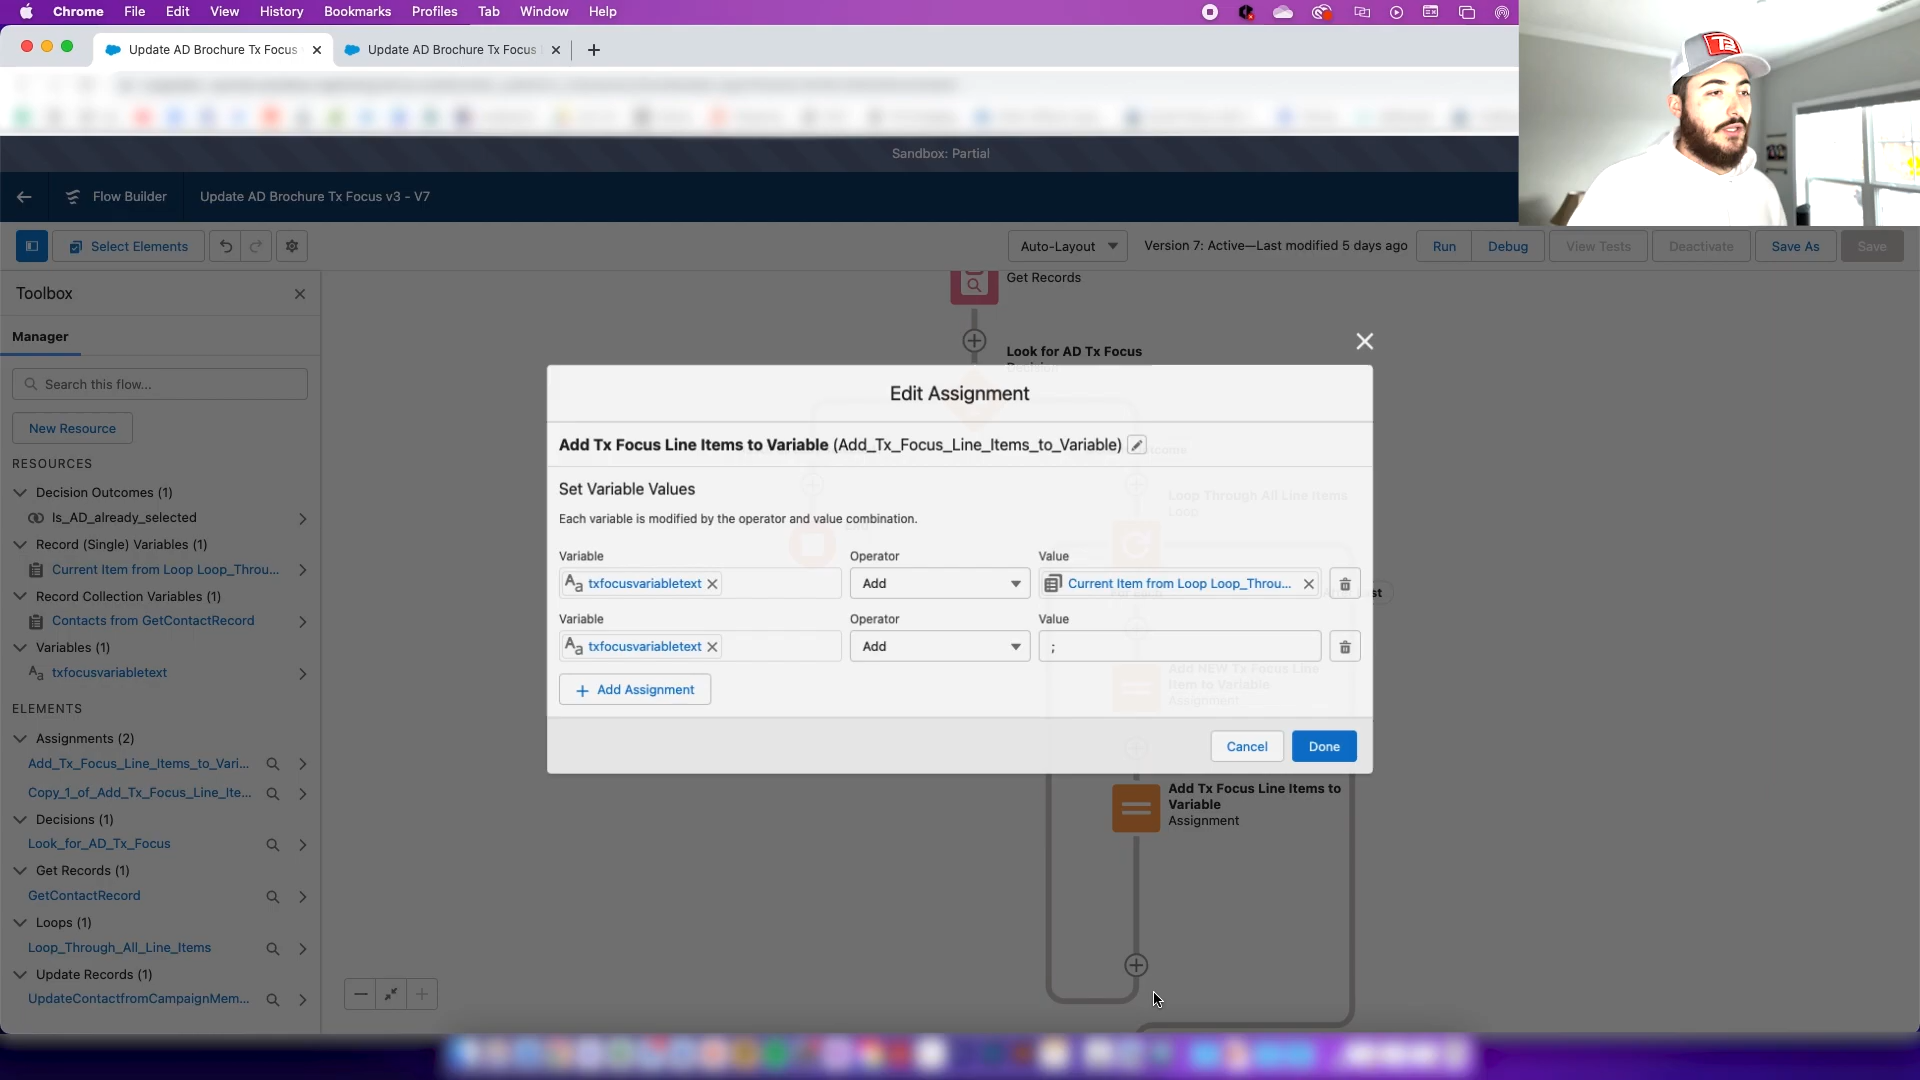 Chrome File Edit View History Bookmarks Profiles Tab Window Help
Update AD Brochure Tx Focus
Update AD Brochure Tx Focus
Sandbox: Partial
Flow Builder
Update AD Brochure Tx Focus v3 - V7
Select Elements
Auto-Layout
Version 7: Active—Last modified 5 days ago
Run
Debug
View Tests
Deactivate
Save As
Save
Toolbox
Manager
Search this flow...
New Resource
RESOURCES
Decision Outcomes (1)
Is_AD_already_selected
Record (Single) Variables (1)
Current Item from Loop Loop_Throu...
Record Collection Variables (1)
Contacts from GetContactRecord
Variables (1)
Aa txfocusvariabletext
ELEMENTS
Assignments (2)
Add_Tx_Focus_Line_Items_to_Vari...
Copy_1_of_Add_Tx_Focus_Line_Ite...
Decisions (1)
Look_for_AD_Tx_Focus
Get Records (1)
GetContactRecord
Loops (1)
Loop_Through_All_Line_Items
Update Records (1)
UpdateContactfromCampaignMem...
Get Records
Look for AD Tx Focus
Decision
Edit Assignment
Add Tx Focus Line Items to Variable (Add_Tx_Focus_Line_Items_to_Variable)
Set Variable Values
Each variable is modified by the operator and value combination.
Variable Operator Value
Aa txfocusvariabletext Add Current Item from Loop Loop_Throu...
Variable Operator Value
Aa txfocusvariabletext Add ;
Add Assignment
Cancel
Done
Loop Through All Line Items
Loop
Add NEW Tx Focus Line
Item to Variable
Assignment
Add Tx Focus Line Items to
Variable
Assignment